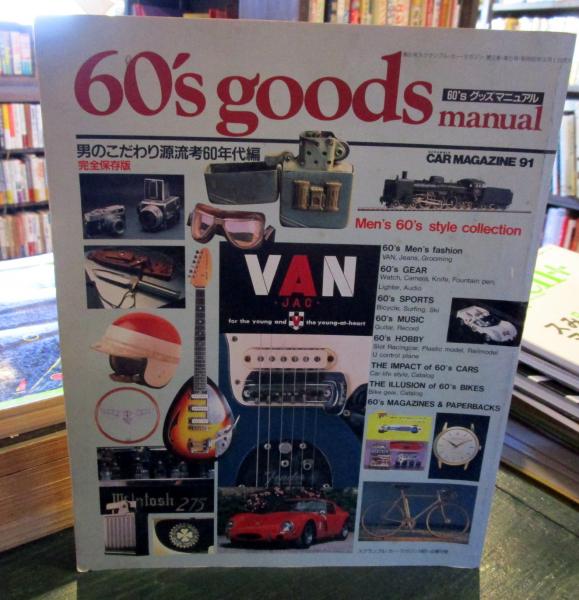 60's goods
60's グッズマニュアル
manual
男のこだわり源流考60年代編
完全保存版
CAR MAGAZINE 91
Men's 60's style collection
60's Men's fashion
VAN, Jeans, Grooming
60's GEAR
Watch, Camera, Knife, Fountain pen,
Lighter, Audio
60's SPORTS
Bicycle, Surfing, Ski
60's MUSIC
Guitar, Record
60's HOBBY
Slot Racingcar, Plastic model, Railmodel
U control plane
THE IMPACT of 60's CARS
Car life style, Catalog
THE ILLUSION of 60's BIKES
Bike gear, Catalog
60's MAGAZINES & PAPERBACKS
VAN
JAC
for the young and the young-at-heart
Fender
McIntosh 275